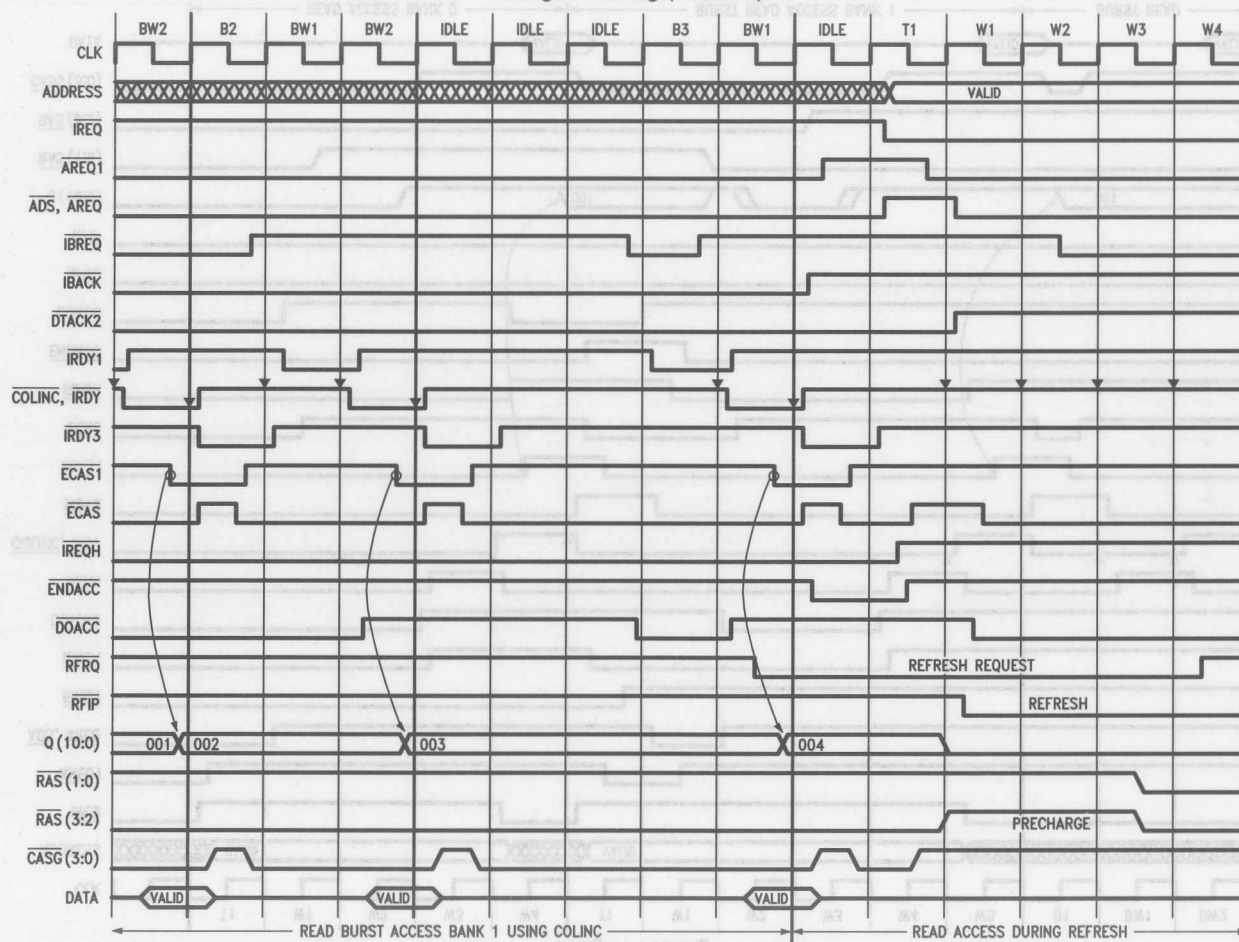 BW2 B2 BW1 BW2 IDLE IDLE IDLE B3 BW1 IDLE T1 W1 W2 W3 W4
CLK
ADDRESS VALID
IREQ
AREQ1
ADS, AREQ
IBREQ
IBACK
DTACK2
IRDY1
COLINC, IRDY
IRDY3
ECAS1
ECAS
IREQH
ENDACC
DOACC
RFRQ REFRESH REQUEST
RFIP REFRESH
Q (10:0) 001 002 003 004
RAS (1:0)
RAS (3:2) PRECHARGE
CASG (3:0)
DATA VALID VALID VALID
READ BURST ACCESS BANK 1 USING COLINC READ ACCESS DURING REFRESH